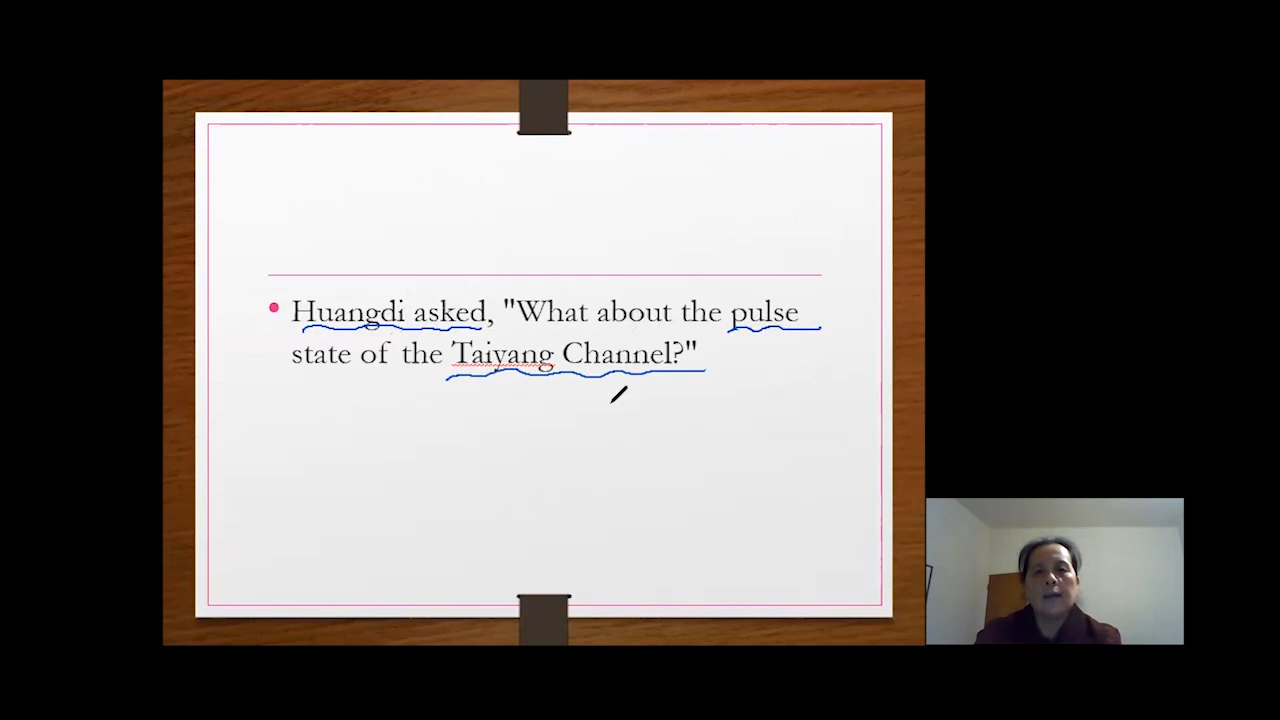 Huangdi asked, "What about the pulse
state of the Taiyang Channel?"